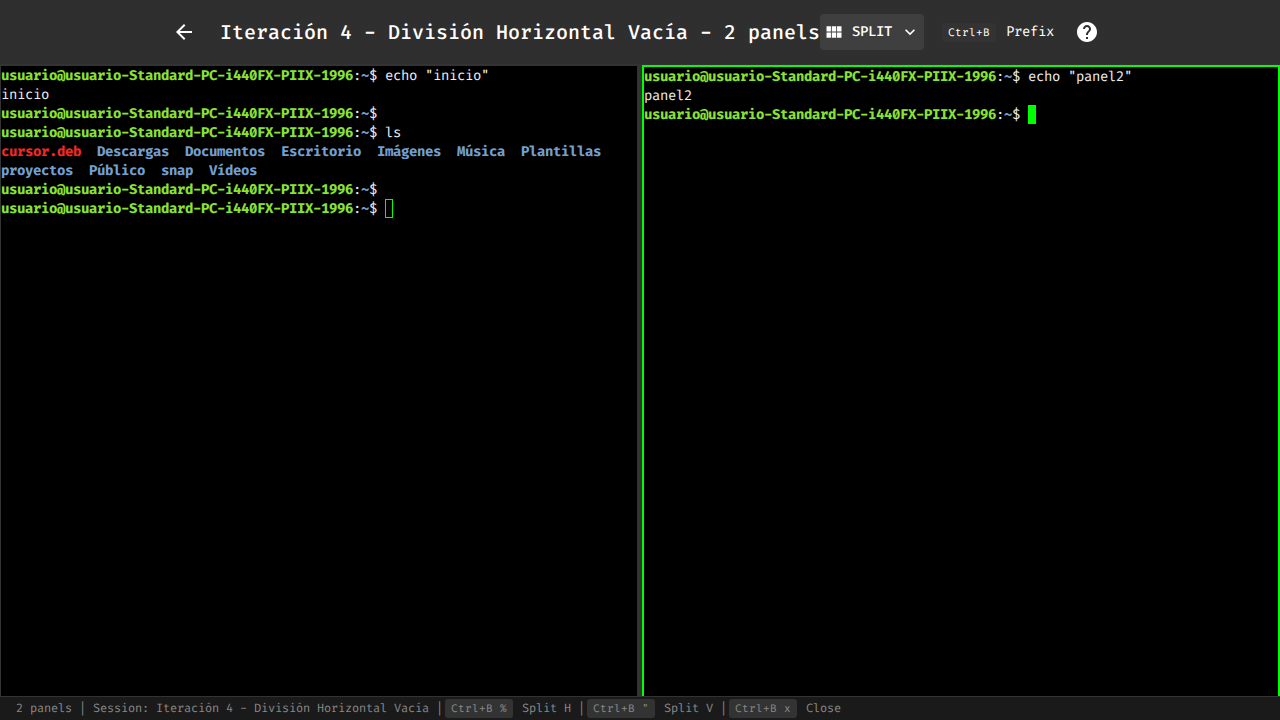 Iteración 4 - División Horizontal Vacía - 2 panels SPLIT Ctrl+B Prefix ?
usuario@usuario-Standard-PC-i440FX-PIIX-1996:~$ echo "inicio"
inicio
usuario@usuario-Standard-PC-i440FX-PIIX-1996:~$
usuario@usuario-Standard-PC-i440FX-PIIX-1996:~$ ls
cursor.deb Descargas Documentos Escritorio Imágenes Música Plantillas
proyectos Público snap Vídeos
usuario@usuario-Standard-PC-i440FX-PIIX-1996:~$
usuario@usuario-Standard-PC-i440FX-PIIX-1996:~$
usuario@usuario-Standard-PC-i440FX-PIIX-1996:~$ echo "panel2"
panel2
usuario@usuario-Standard-PC-i440FX-PIIX-1996:~$
2 panels | Session: Iteración 4 - División Horizontal Vacía | Ctrl+B % Split H | Ctrl+B " Split V | Ctrl+B x Close